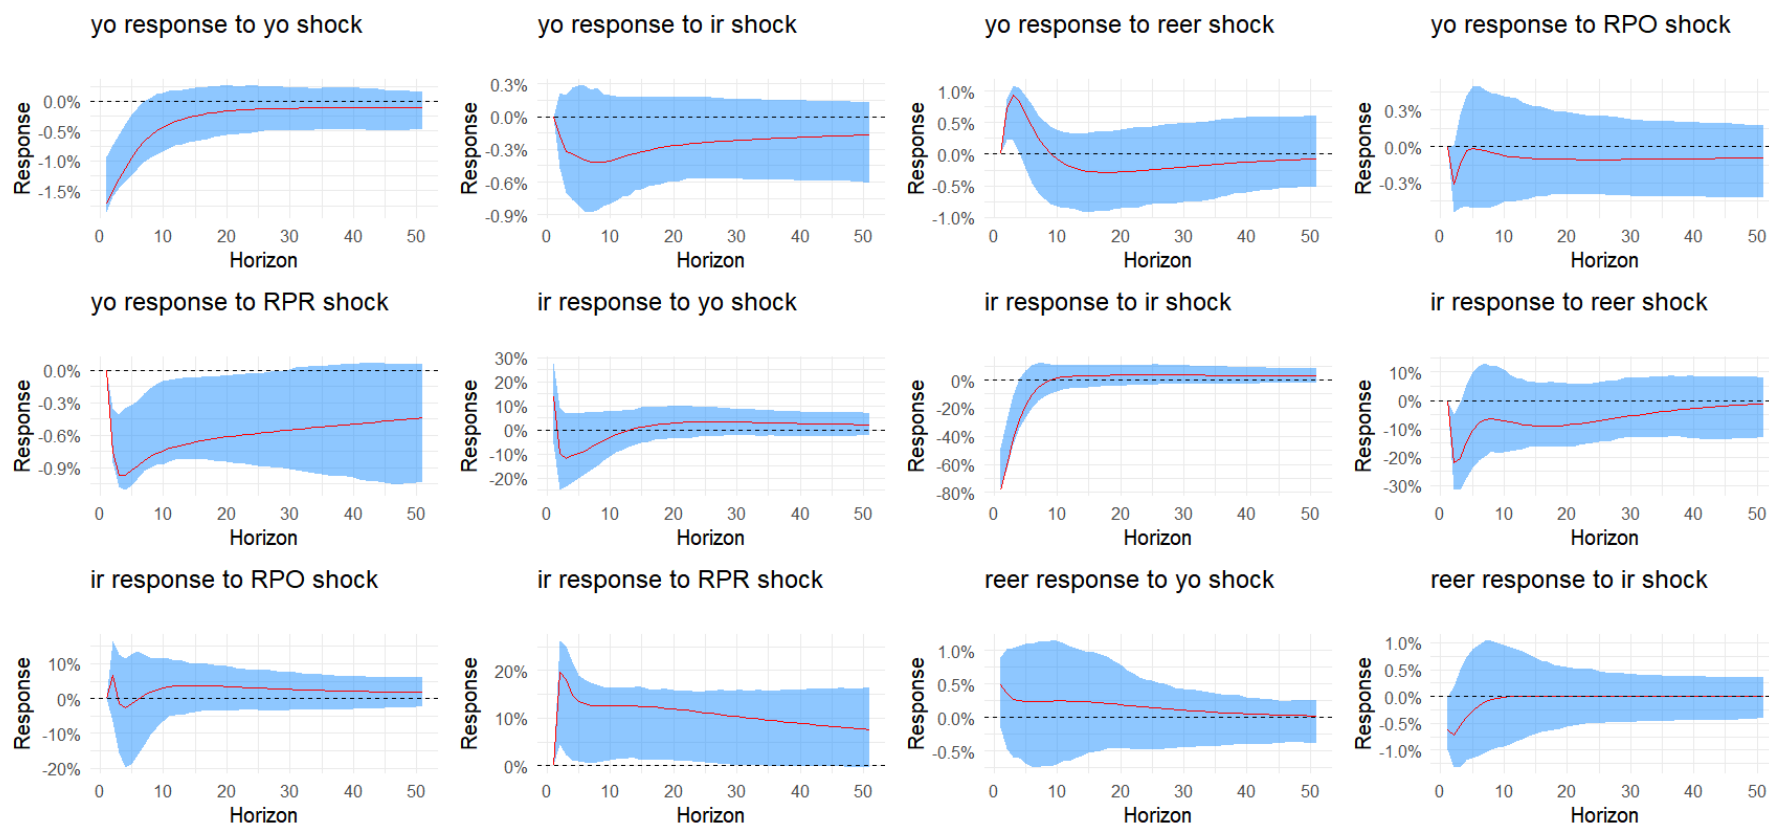 yo response to yo shock
Response
0.0%
-0.5%
-1.0%
-1.5%
0 10 20 30 40 50
Horizon
yo response to ir shock
Response
0.3%
0.0%
-0.3%
-0.6%
-0.9%
0 10 20 30 40 50
Horizon
yo response to reer shock
Response
1.0%
0.5%
0.0%
-0.5%
-1.0%
0 10 20 30 40 50
Horizon
yo response to RPO shock
Response
0.3%
0.0%
-0.3%
0 10 20 30 40 50
Horizon
yo response to RPR shock
Response
0.0%
-0.3%
-0.6%
-0.9%
0 10 20 30 40 50
Horizon
ir response to yo shock
Response
30%
20%
10%
0%
-10%
-20%
0 10 20 30 40 50
Horizon
ir response to ir shock
Response
0%
-20%
-40%
-60%
-80%
0 10 20 30 40 50
Horizon
ir response to reer shock
Response
10%
0%
-10%
-20%
-30%
0 10 20 30 40 50
Horizon
ir response to RPO shock
Response
10%
0%
-10%
-20%
0 10 20 30 40 50
Horizon
ir response to RPR shock
Response
20%
10%
0%
0 10 20 30 40 50
Horizon
reer response to yo shock
Response
1.0%
0.5%
0.0%
-0.5%
0 10 20 30 40 50
Horizon
reer response to ir shock
Response
1.0%
0.5%
0.0%
-0.5%
-1.0%
0 10 20 30 40 50
Horizon